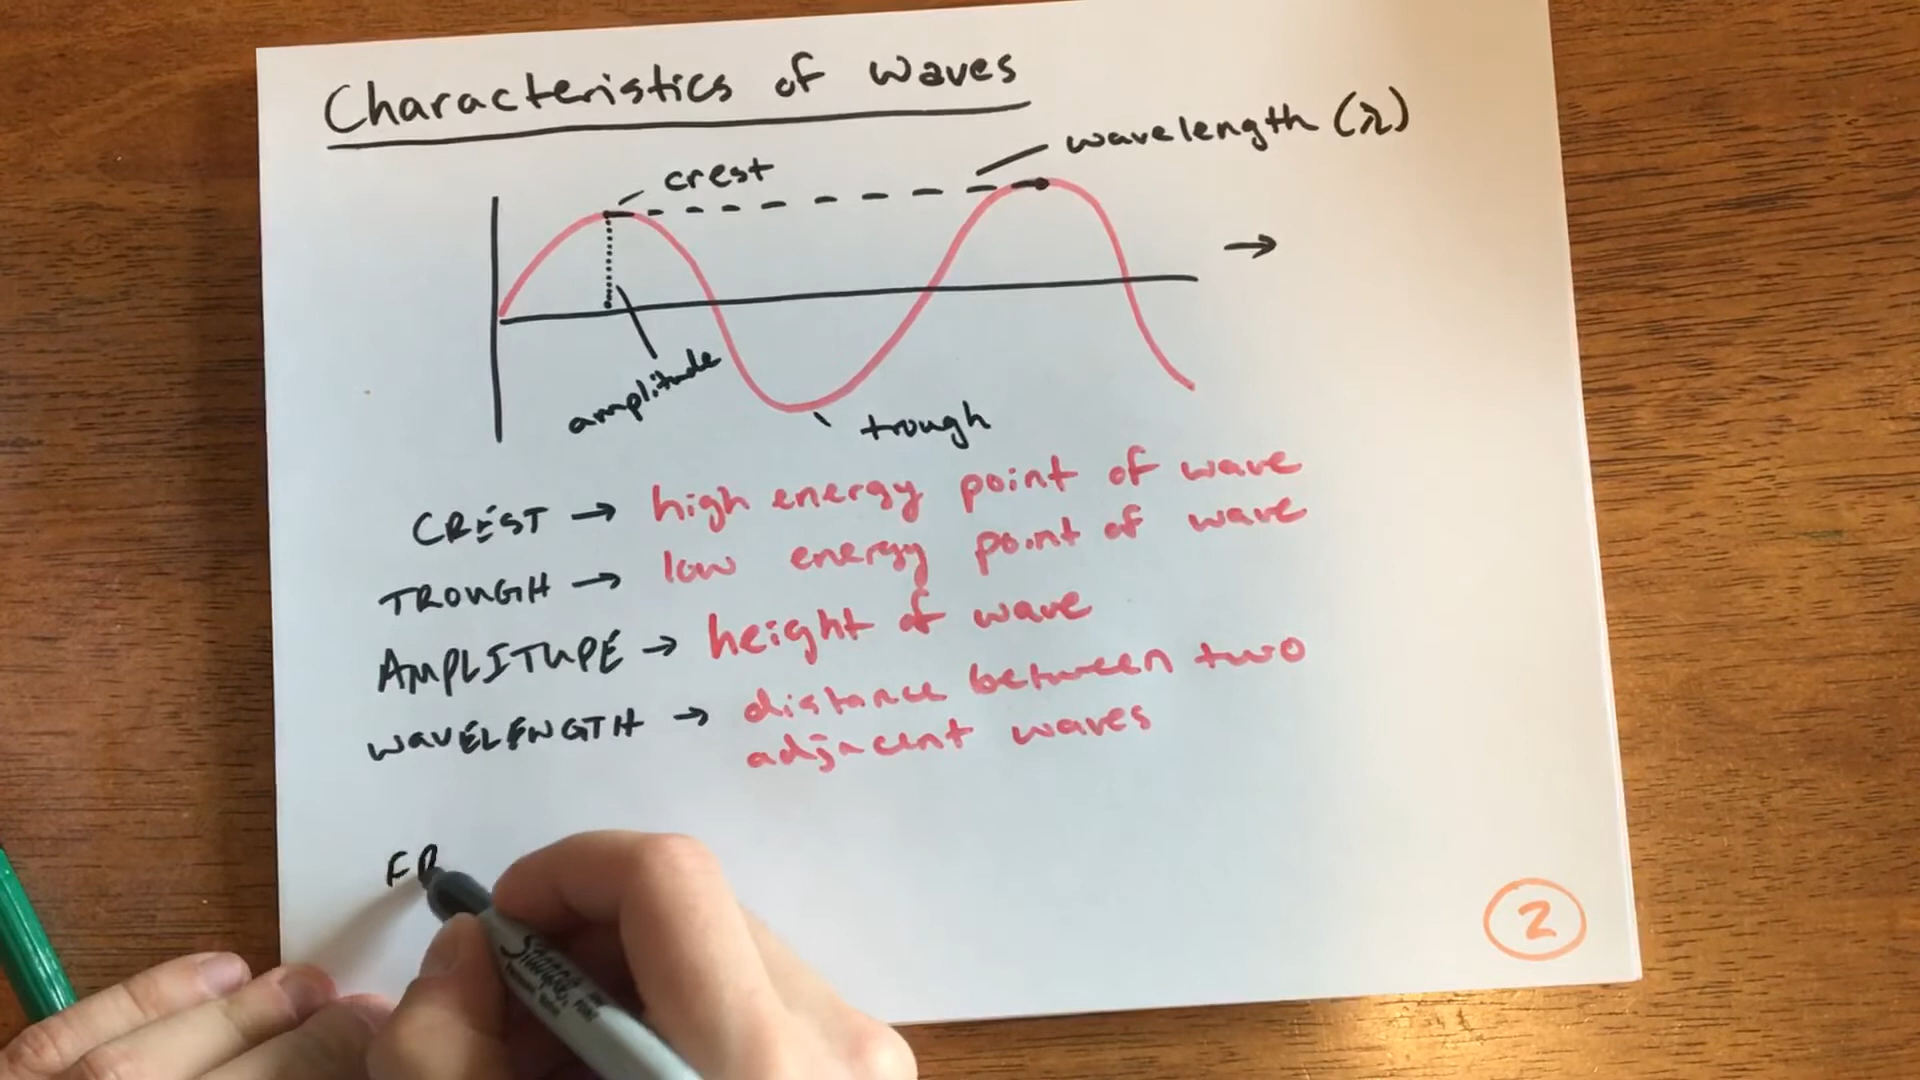 Characteristics of waves
wavelength (λ)
crest
amplitude
trough
CREST → high energy point of wave
TROUGH → low energy point of wave
AMPLITUDE → height of wave
WAVELENGTH → distance between two
adjacent waves
FR
Sharpie
2